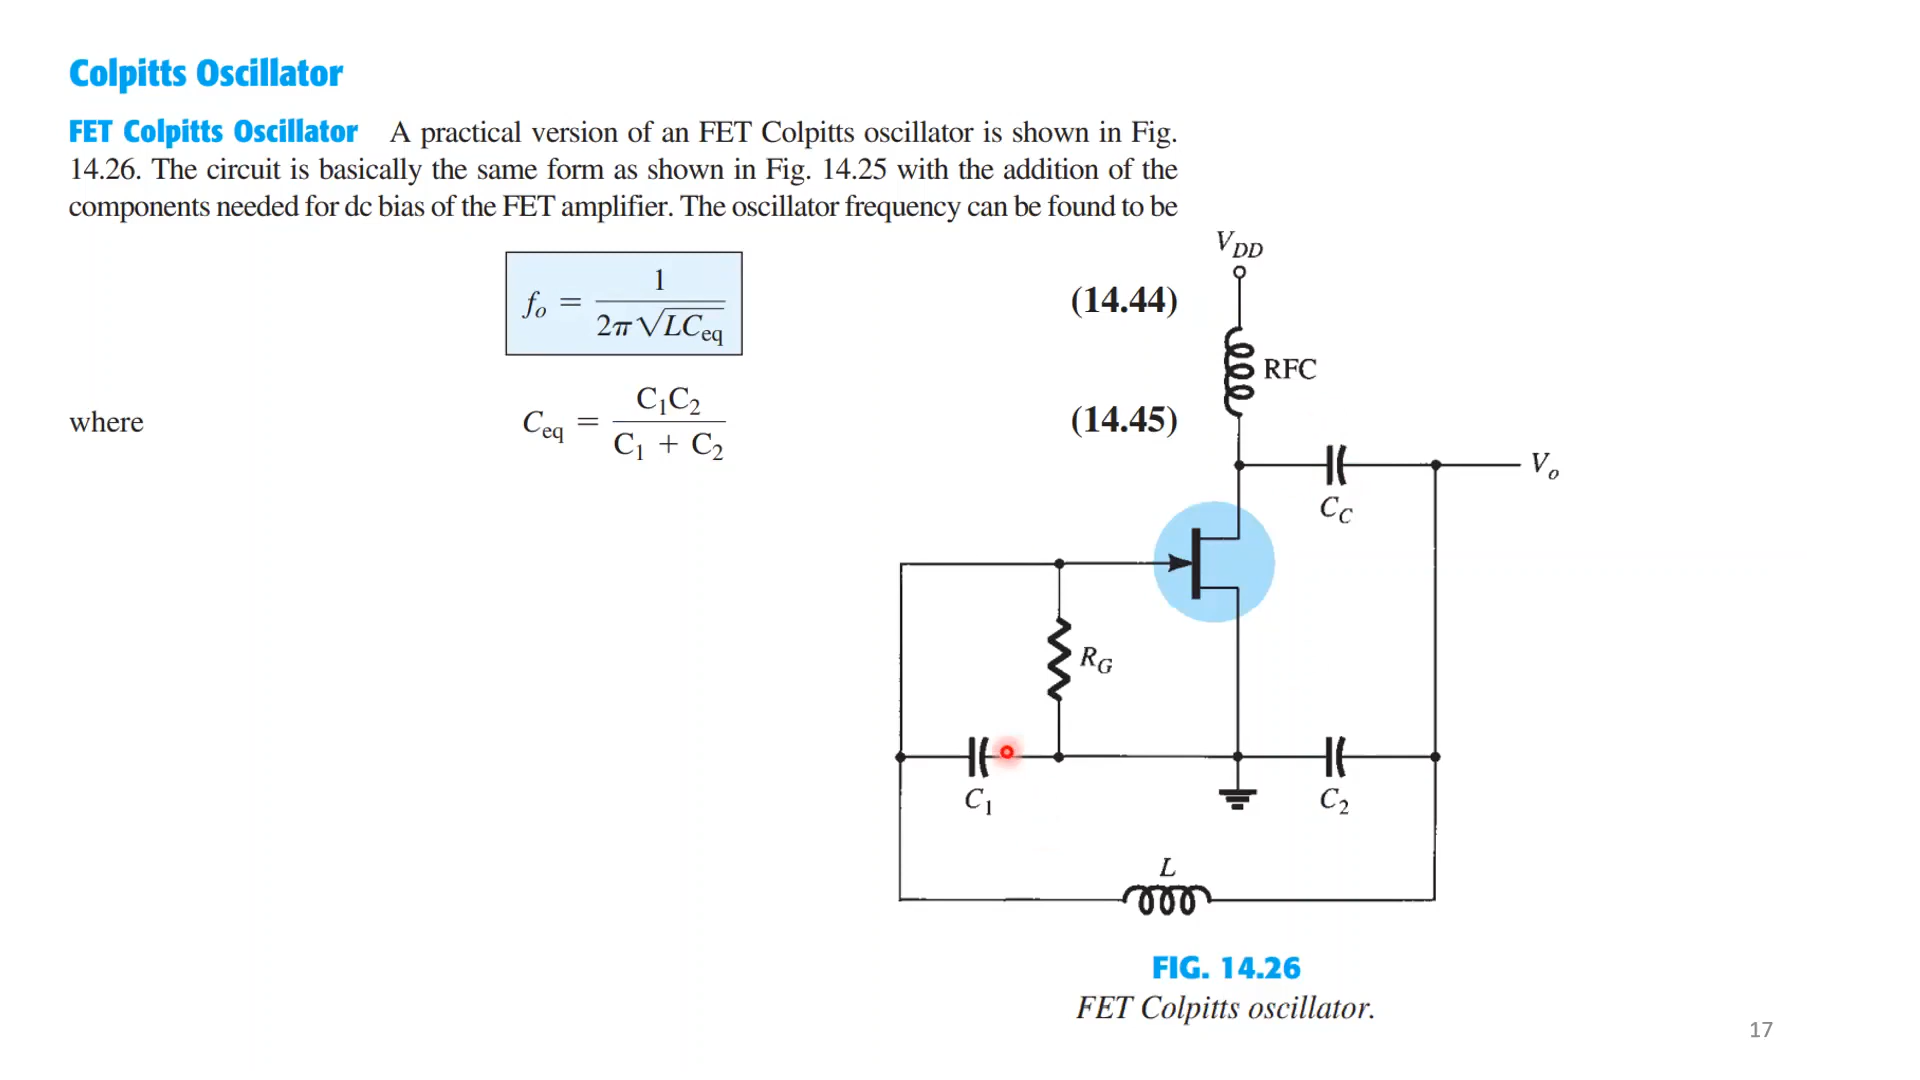 Colpitts Oscillator
FET Colpitts Oscillator A practical version of an FET Colpitts oscillator is shown in Fig.
14.26. The circuit is basically the same form as shown in Fig. 14.25 with the addition of the
components needed for dc bias of the FET amplifier. The oscillator frequency can be found to be
f_o = 1 / (2π√(LC_eq)) (14.44)
where C_eq = C₁C₂ / (C₁ + C₂) (14.45)
V_DD
RFC
V_o
C_C
R_G
C₁
C₂
L
FIG. 14.26
FET Colpitts oscillator.
17